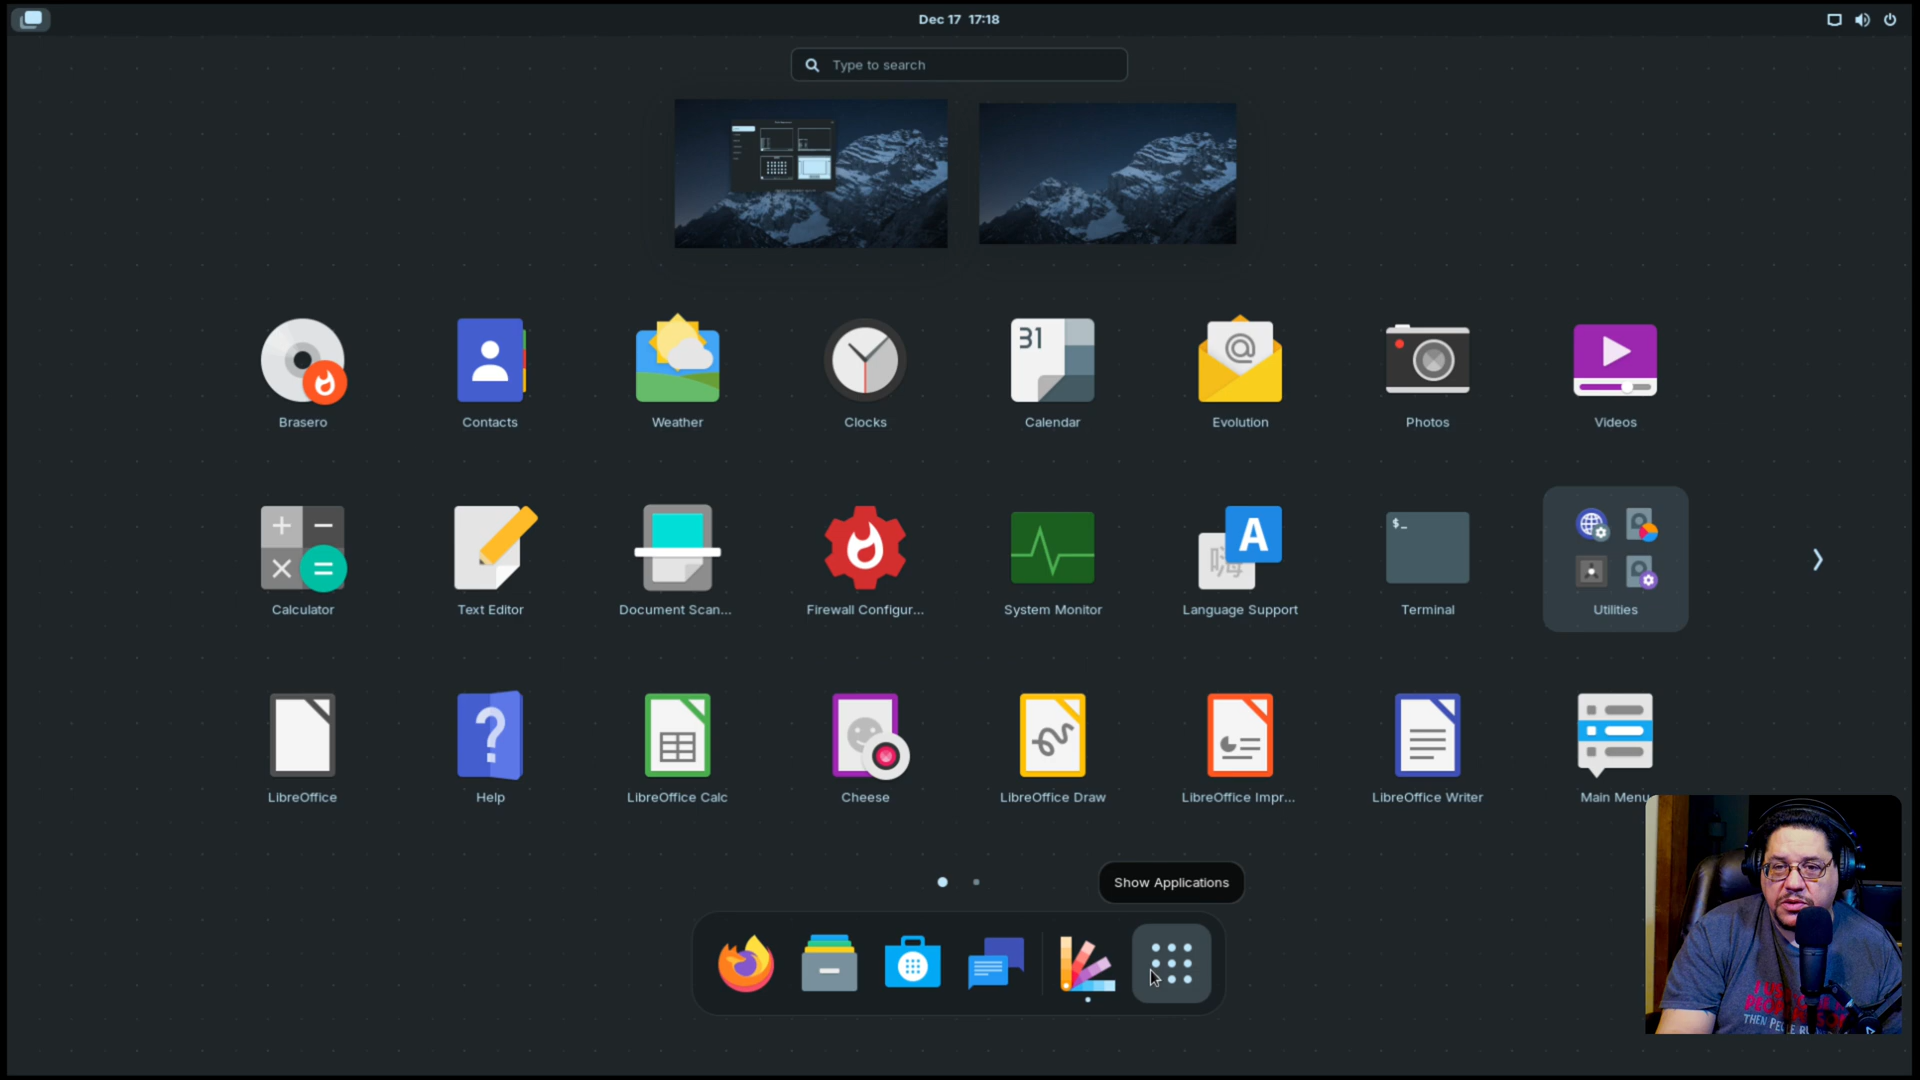 Dec 17 17:18
Type to search
31
Brasero
Contacts
Weather
Clocks
Calendar
Evolution
Photos
Videos
$_
A
Calculator
Text Editor
Document Scan...
Firewall Configur...
System Monitor
Language Support
Terminal
Utilities
LibreOffice
Help
LibreOffice Calc
Cheese
LibreOffice Draw
LibreOffice Impr...
LibreOffice Writer
Main Menu
Show Applications